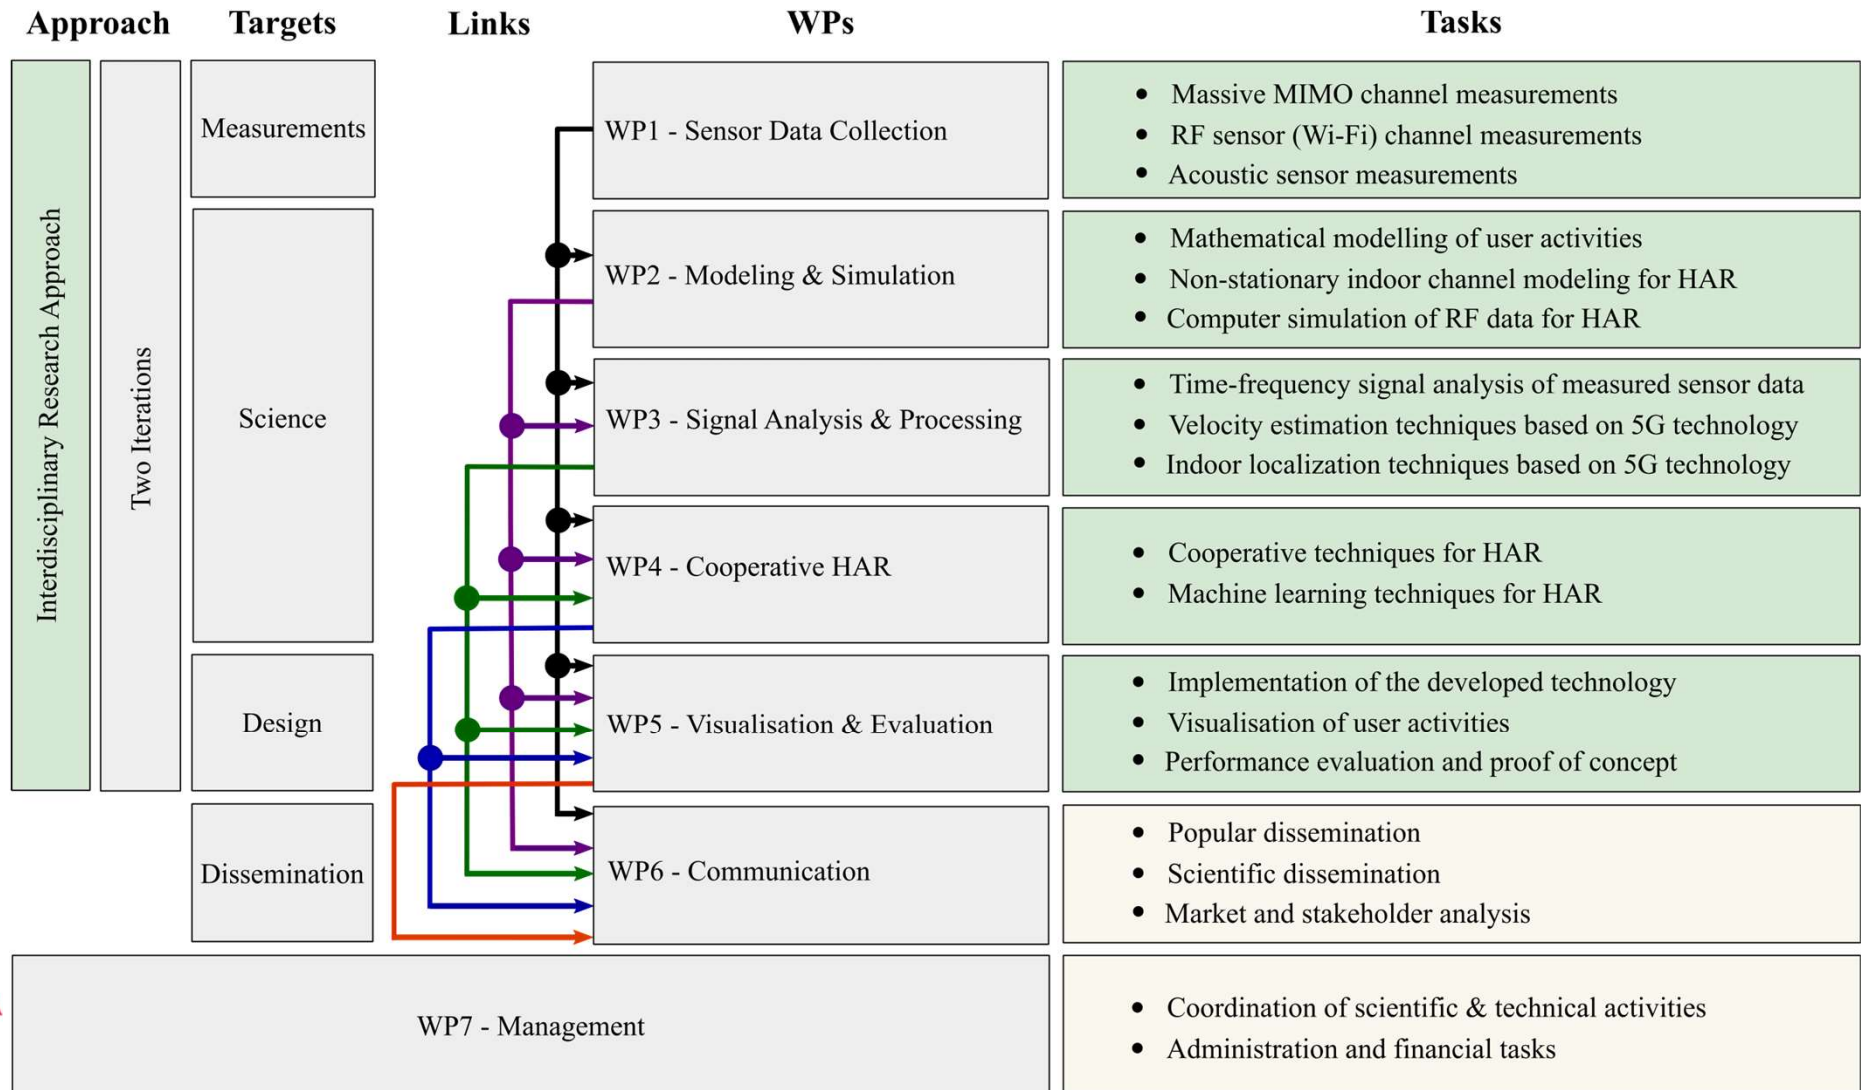 Approach Targets Links WPs Tasks
Interdisciplinary Research Approach
Two Iterations
Measurements
WP1 - Sensor Data Collection
• Massive MIMO channel measurements
• RF sensor (Wi-Fi) channel measurements
• Acoustic sensor measurements
Science
WP2 - Modeling & Simulation
• Mathematical modelling of user activities
• Non-stationary indoor channel modeling for HAR
• Computer simulation of RF data for HAR
WP3 - Signal Analysis & Processing
• Time-frequency signal analysis of measured sensor data
• Velocity estimation techniques based on 5G technology
• Indoor localization techniques based on 5G technology
WP4 - Cooperative HAR
• Cooperative techniques for HAR
• Machine learning techniques for HAR
Design
WP5 - Visualisation & Evaluation
• Implementation of the developed technology
• Visualisation of user activities
• Performance evaluation and proof of concept
Dissemination
WP6 - Communication
• Popular dissemination
• Scientific dissemination
• Market and stakeholder analysis
WP7 - Management
• Coordination of scientific & technical activities
• Administration and financial tasks